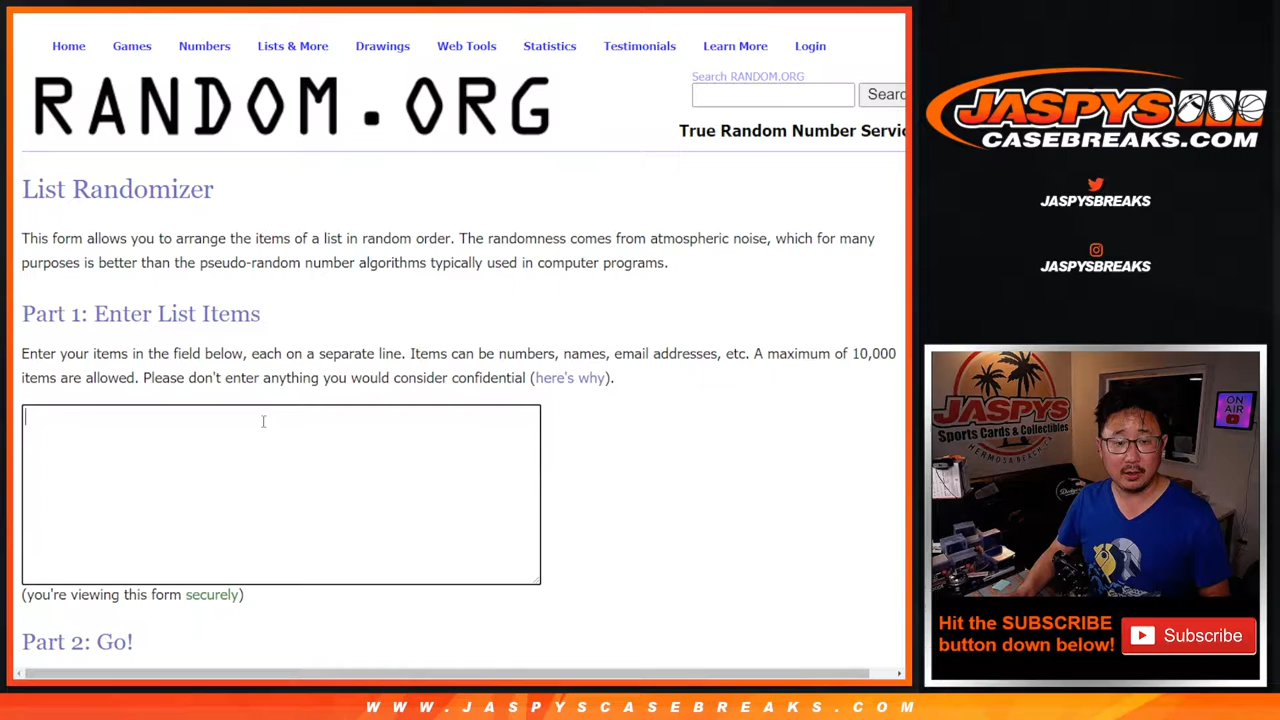 Home Games Numbers Lists & More Drawings Web Tools Statistics Testimonials Learn More Login
RANDOM.ORG
Search RANDOM.ORG
Searc
True Random Number Servic
List Randomizer
This form allows you to arrange the items of a list in random order. The randomness comes from atmospheric noise, which for many
purposes is better than the pseudo-random number algorithms typically used in computer programs.
Part 1: Enter List Items
Enter your items in the field below, each on a separate line. Items can be numbers, names, email addresses, etc. A maximum of 10,000
items are allowed. Please don't enter anything you would consider confidential (here's why).
(you're viewing this form securely)
Part 2: Go!
JASPYS
CASEBREAKS.COM
JASPYSBREAKS
JASPYSBREAKS
JASPYS
Sports Cards & Collectibles
HERMOSA BEACH
ON AIR
Dodgers
Hit the SUBSCRIBE
button down below!
Subscribe
WWW.JASPYSCASEBREAKS.COM